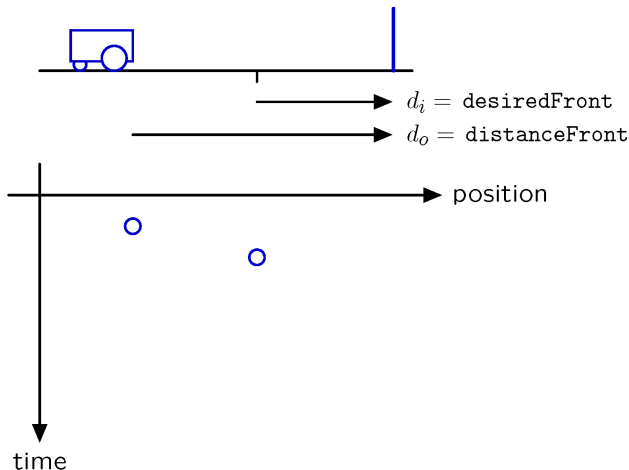 d_i = desiredFront
d_o = distanceFront
position
time